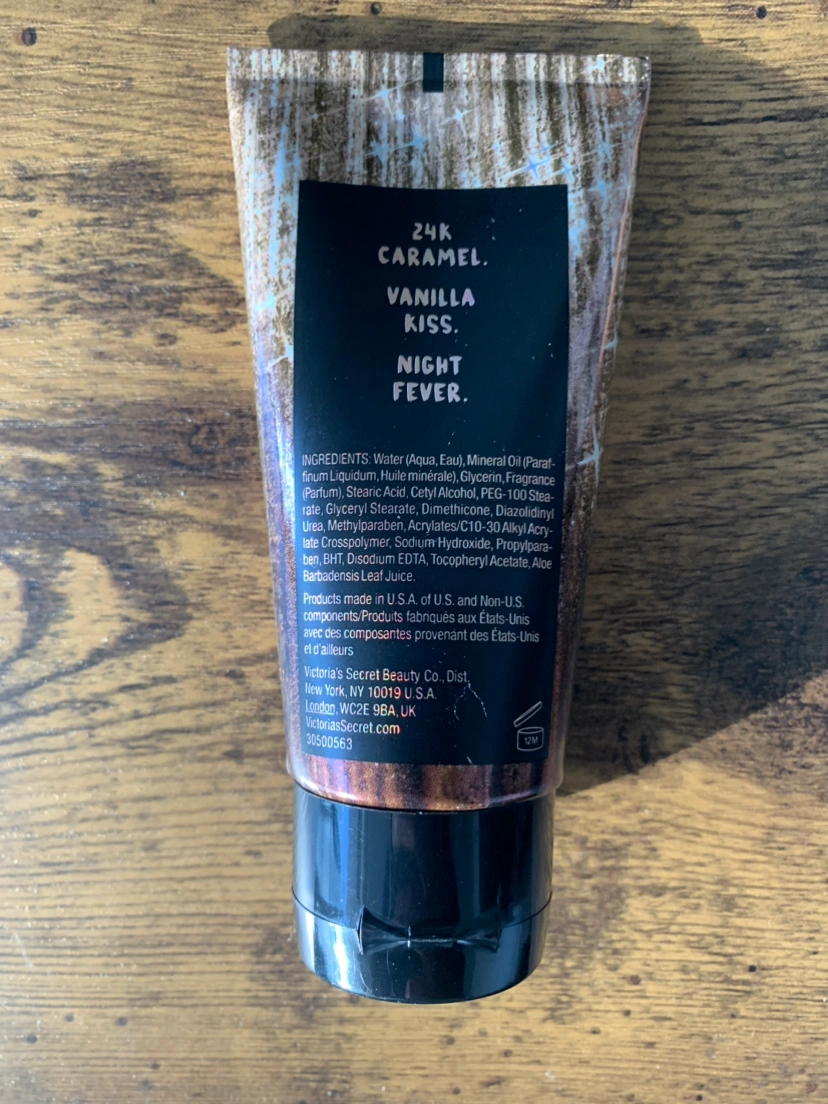 24K
CARAMEL.
VANILLA
KISS.
NIGHT
FEVER.
INGREDIENTS: Water (Aqua, Eau), Mineral Oil (Paraf-
finum Liquidum, Huile minérale), Glycerin, Fragrance
(Parfum), Stearic Acid, Cetyl Alcohol, PEG-100 Stea-
rate, Glyceryl Stearate, Dimethicone, Diazolidinyl
Urea, Methylparaben, Acrylates/C10-30 Alkyl Acry-
late Crosspolymer, Sodium Hydroxide, Propylpara-
ben, BHT, Disodium EDTA, Tocopheryl Acetate, Aloe
Barbadensis Leaf Juice.
Products made in U.S.A. of U.S. and Non-U.S.
components/Produits fabriqués aux États-Unis
avec des composantes provenant des États-Unis
et d'ailleurs
Victoria's Secret Beauty Co., Dist.
New York, NY 10019 U.S.A.
London, WC2E 9BA, UK
VictoriasSecret.com
30500563
12M